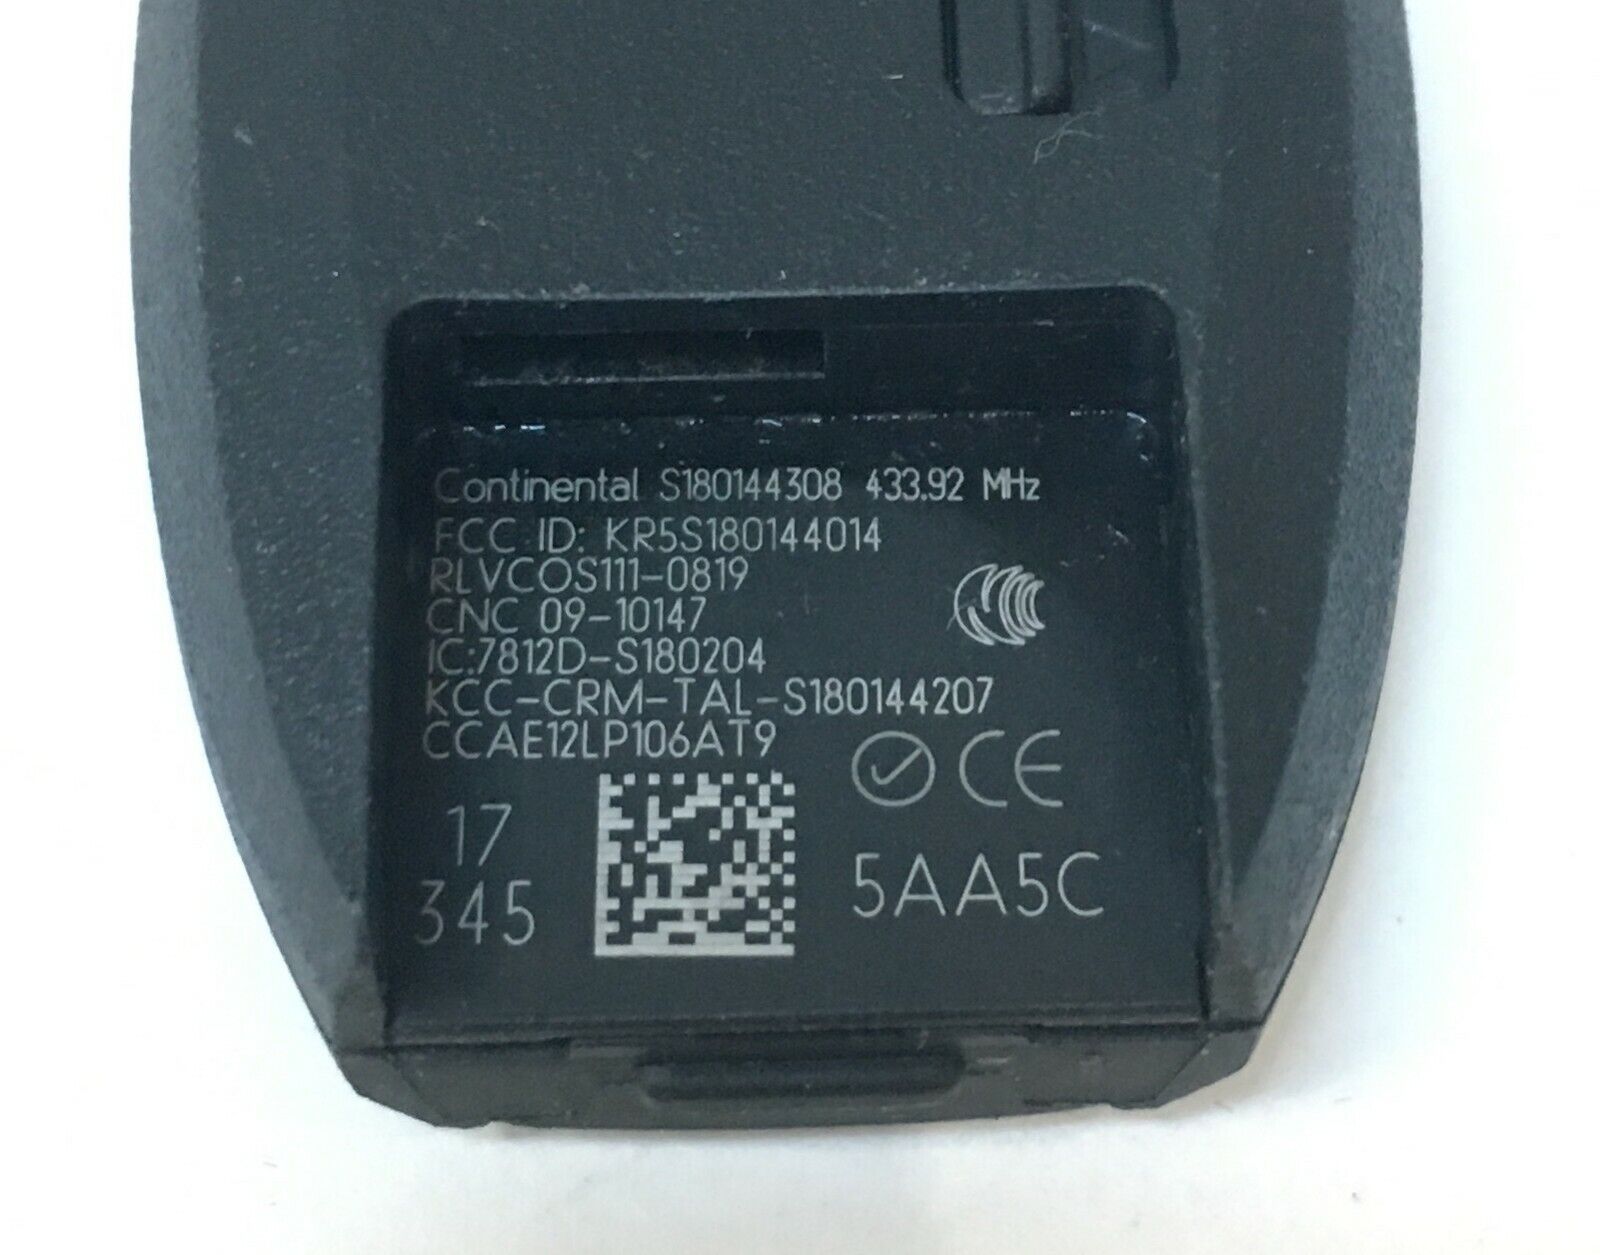 Continental S180144308 433.92 MHz
FCC ID: KR5S180144014
RLVCOS111-0819
CNC 09-10147
IC:7812D-S180204
KCC-CRM-TAL-S180144207
CCAE12LP106AT9
CE
17
345
5AA5C